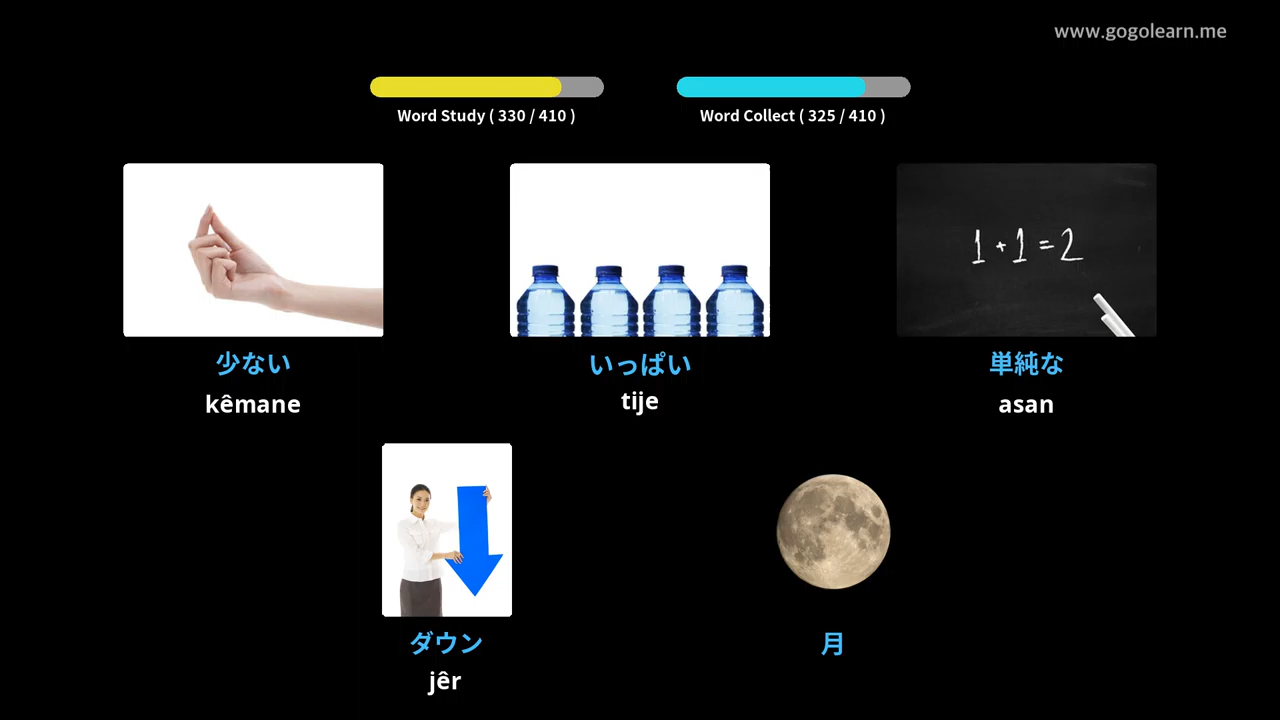 www.gogolearn.me
Word Study ( 330 / 410 )
Word Collect ( 325 / 410 )
1 + 1 = 2
少ない
いっぱい
単純な
kêmane
tije
asan
ダウン
月
jêr